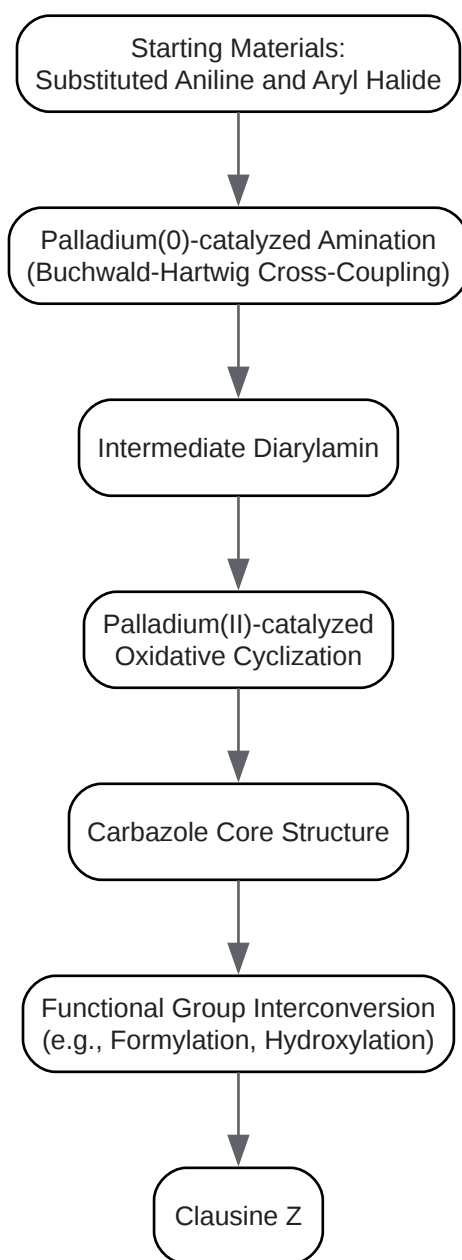 Starting Materials:
Substituted Aniline and Aryl Halide
Palladium(0)-catalyzed Amination
(Buchwald-Hartwig Cross-Coupling)
Intermediate Diarylamin
Palladium(II)-catalyzed
Oxidative Cyclization
Carbazole Core Structure
Functional Group Interconversion
(e.g., Formylation, Hydroxylation)
Clausine Z